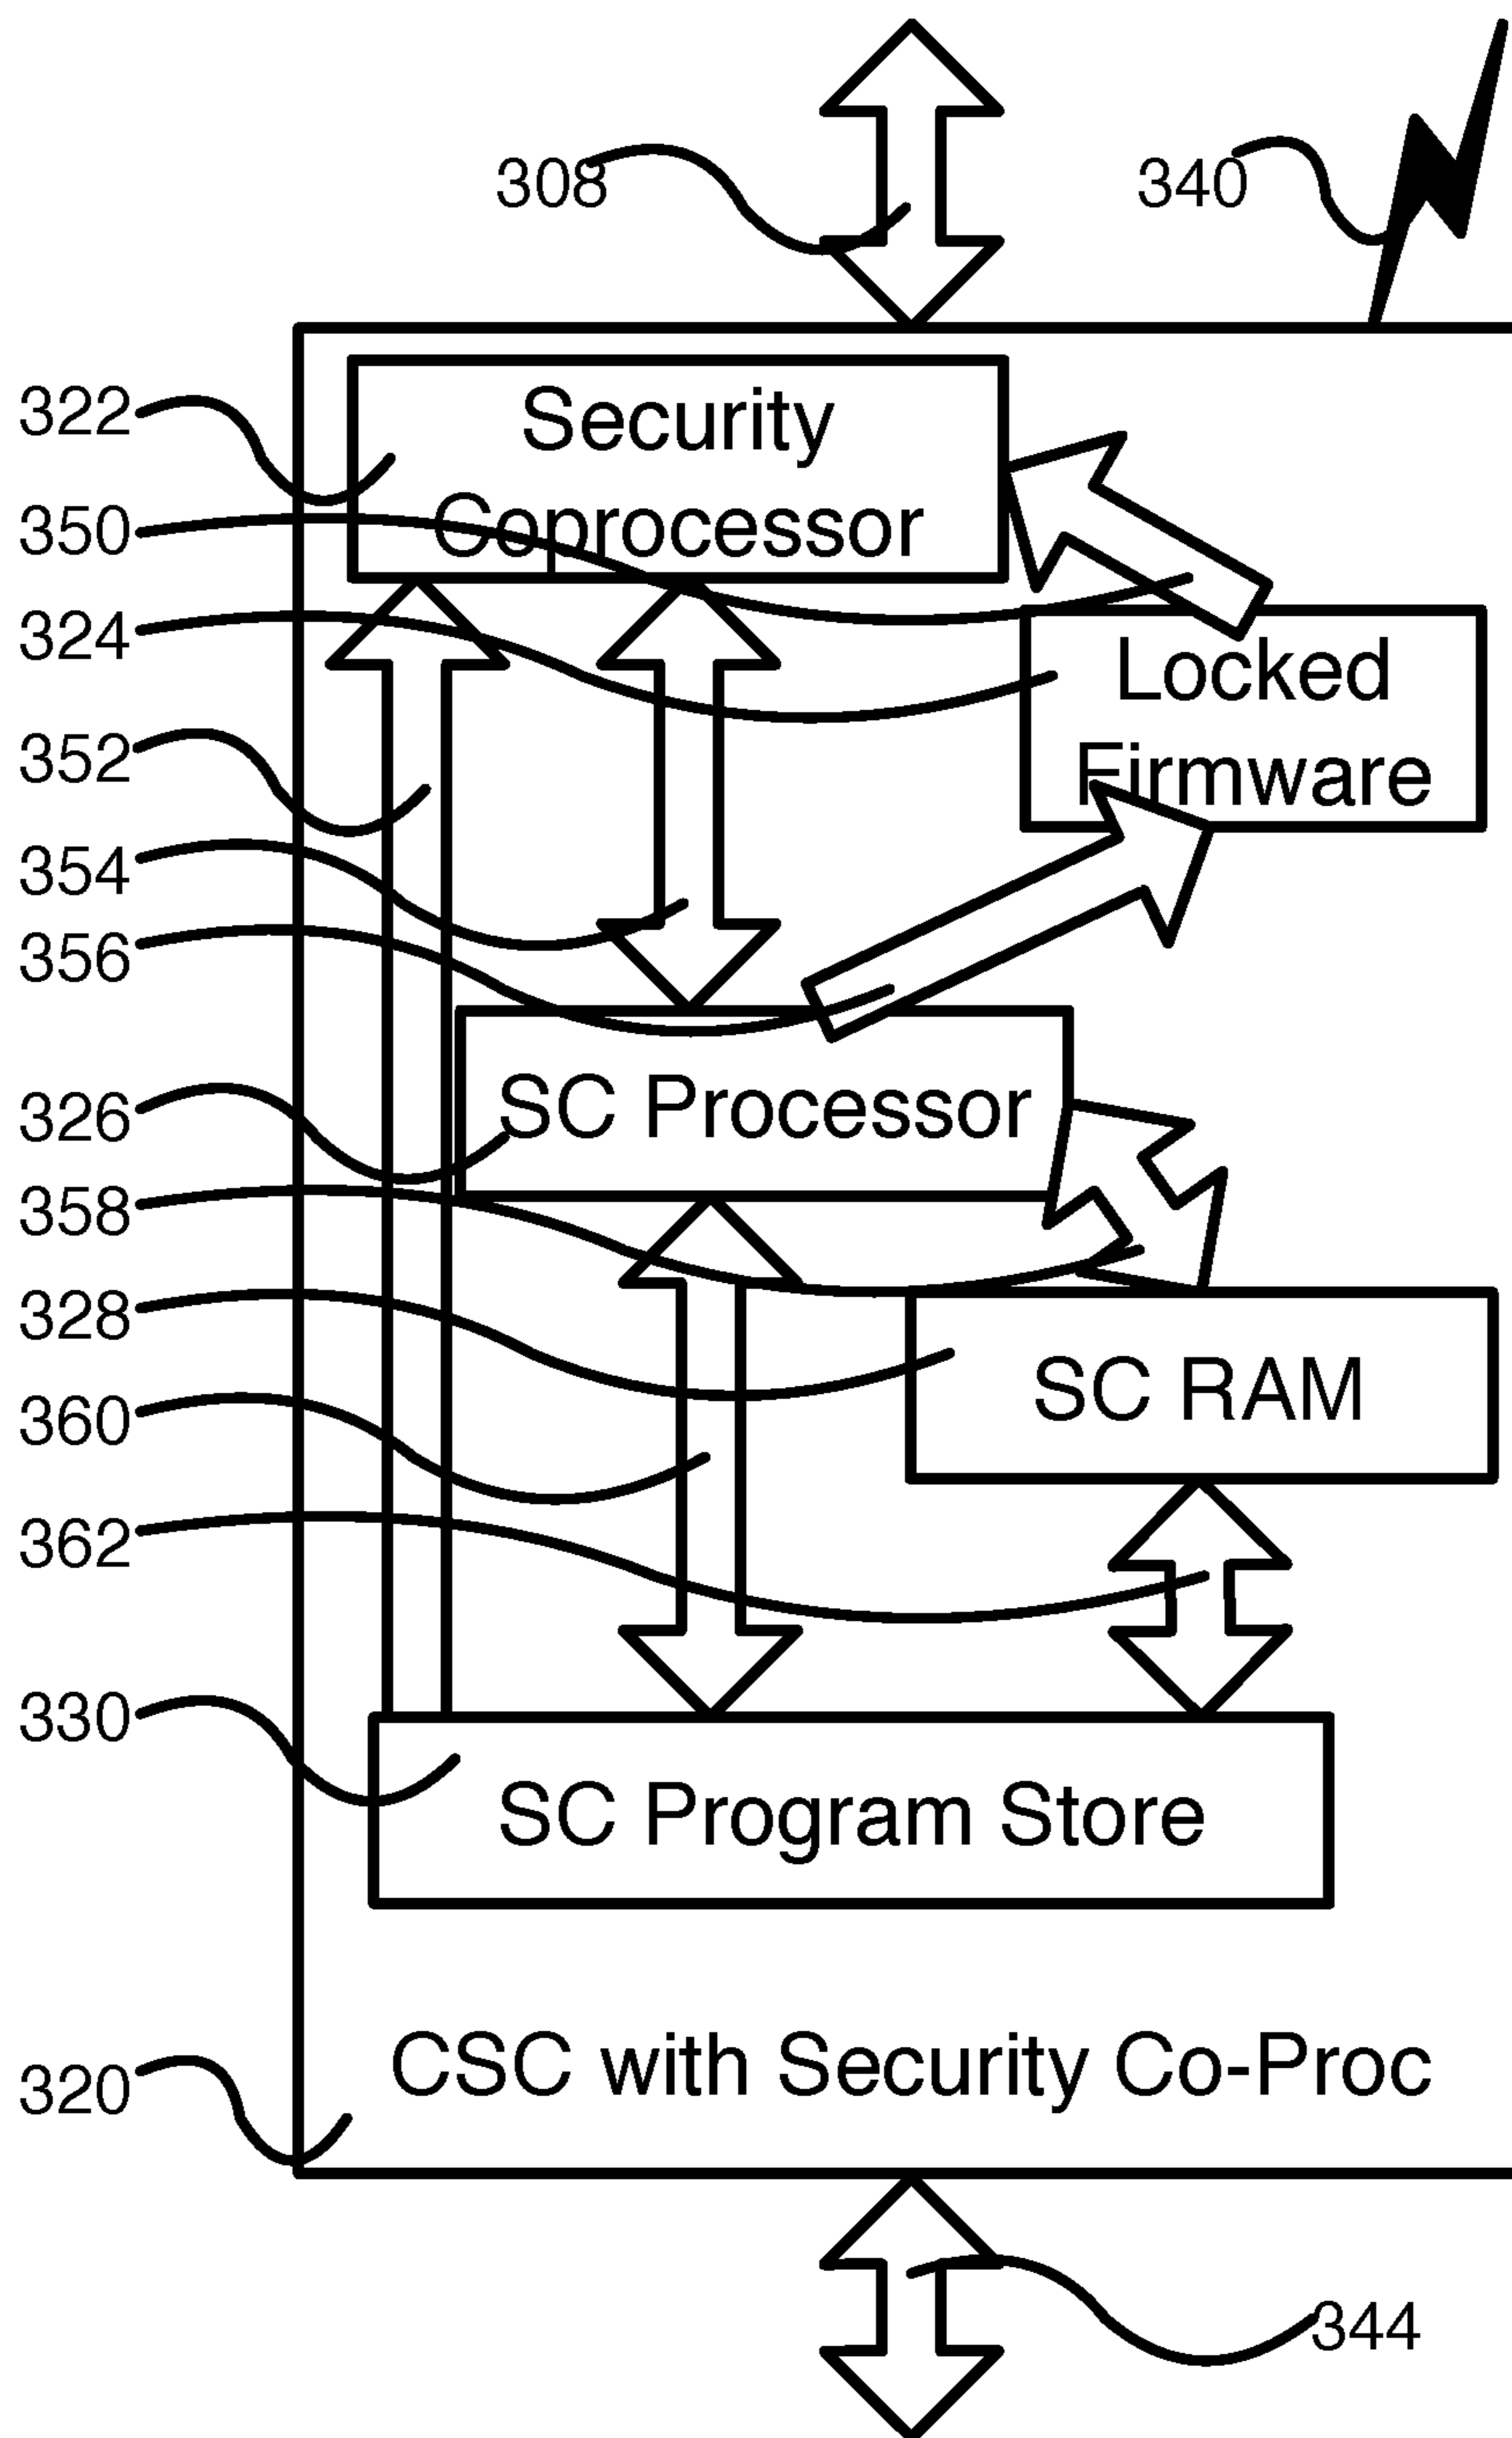 308
340
322
Security
Coprocessor
350
324
Locked
Firmware
352
354
356
326
SC Processor
358
328
SC RAM
360
362
330
SC Program Store
CSC with Security Co-Proc
320
344